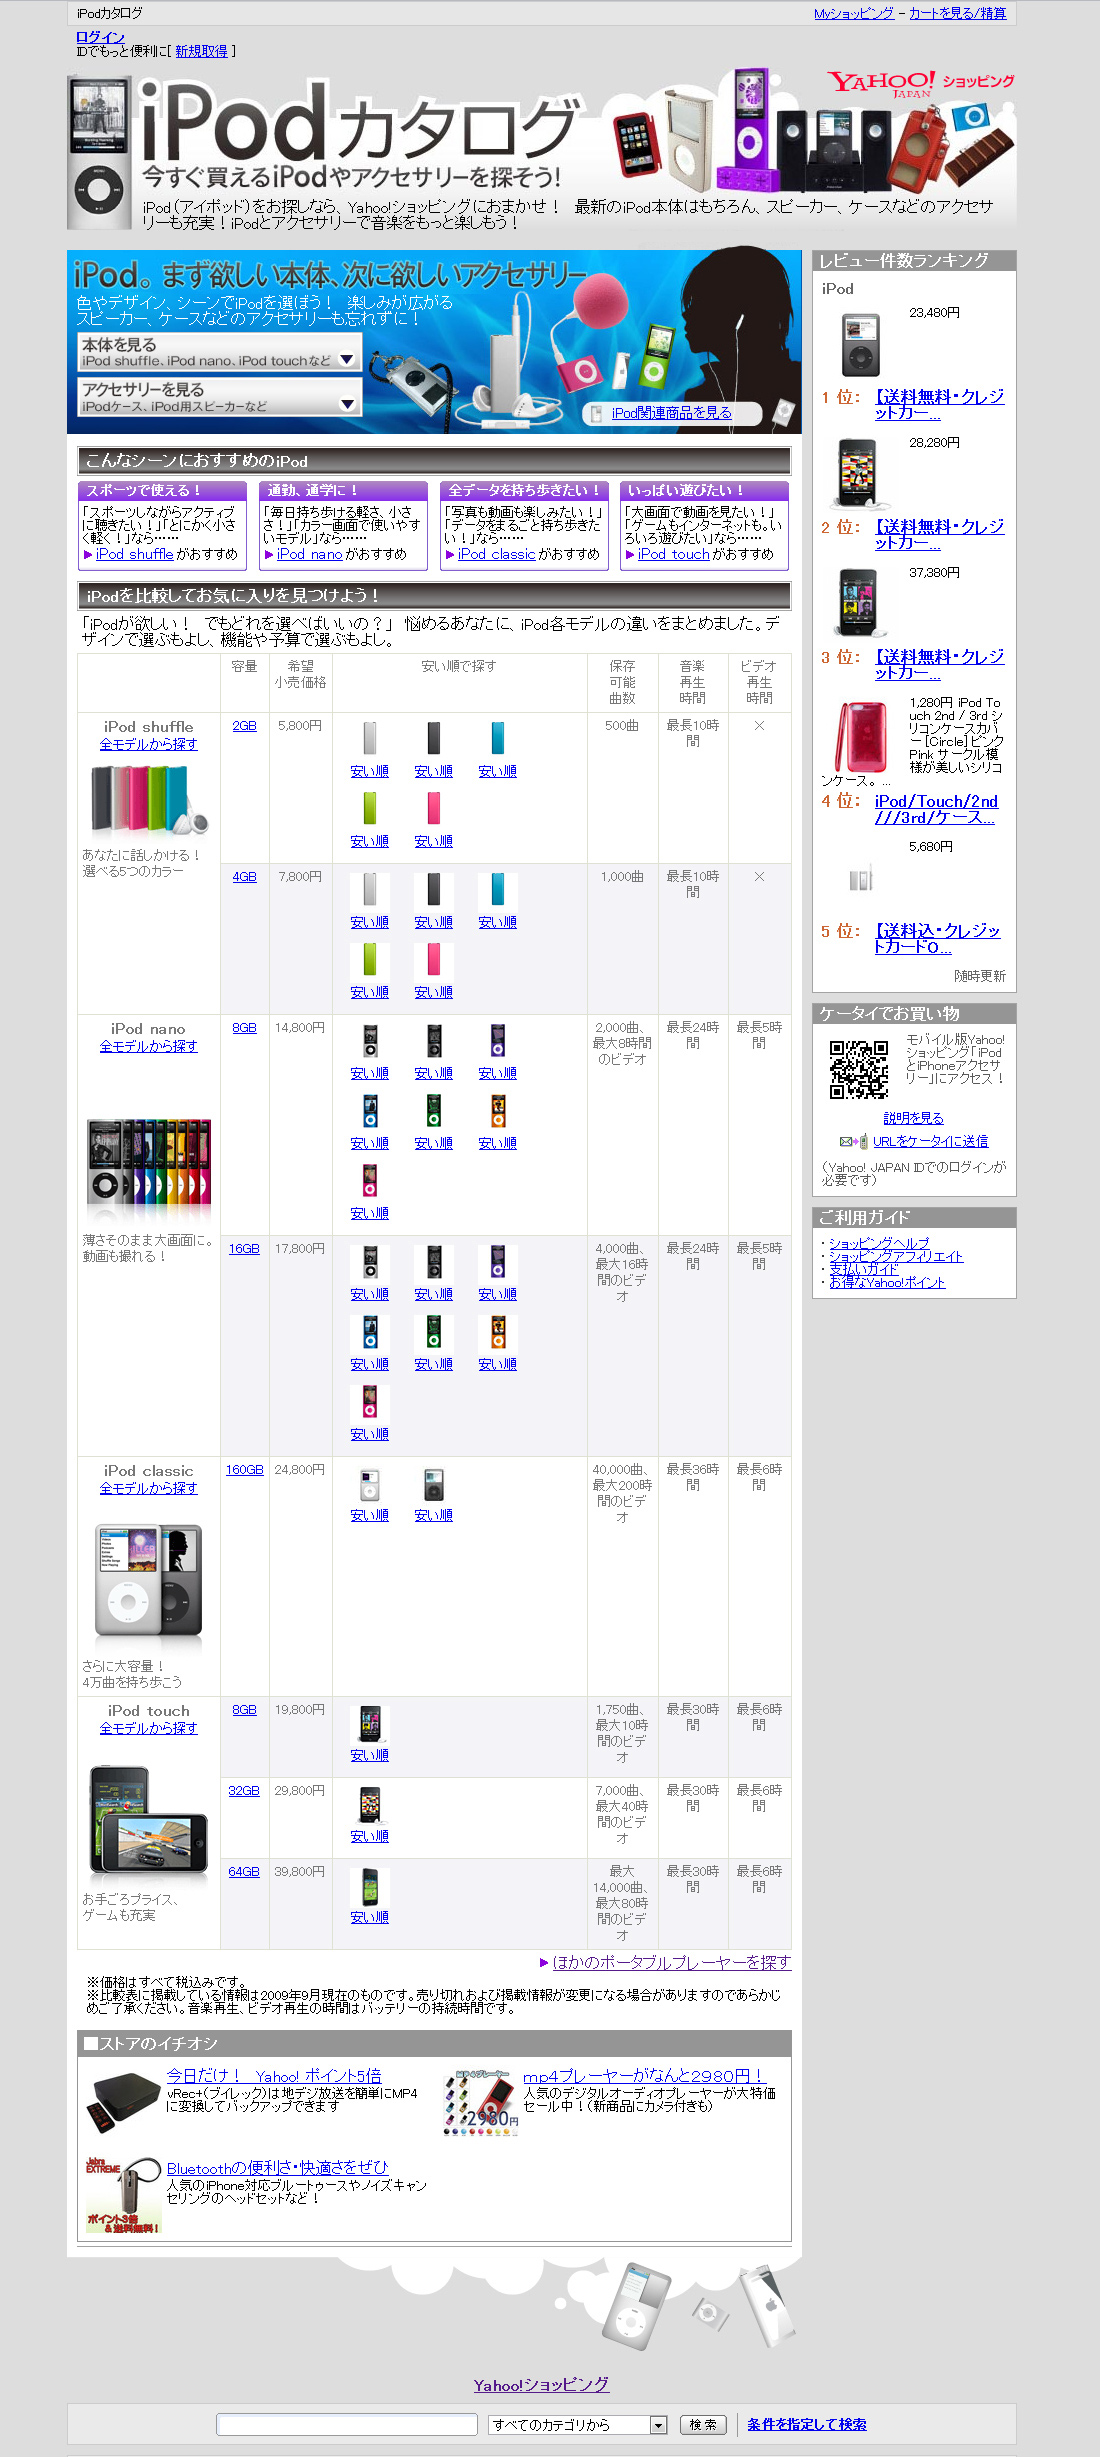 iPodカタログ
Myショッピング - カートを見る/精算
ログイン
IDでもっと便利に[ 新規取得 ]
iPodカタログ
今すぐ買えるiPodやアクセサリーを探そう!
YAHOO! JAPAN ショッピング
iPod(アイポッド)をお探しなら、Yahoo!ショッピングにおまかせ！ 最新のiPod本体はもちろん、スピーカー、ケースなどのアクセサ
リーも充実！iPodとアクセサリーで音楽をもっと楽しもう！
iPod。まず欲しい本体、次に欲しいアクセサリー
色やデザイン、シーンでiPodを選ぼう！ 楽しみが広がる
スピーカー、ケースなどのアクセサリーも忘れずに！
本体を見る
iPod shuffle、iPod nano、iPod touchなど
アクセサリーを見る
iPodケース、iPod用スピーカーなど
iPod関連商品を見る
こんなシーンにおすすめのiPod
スポーツで使える！
「スポーツしながらアクティブ
に聴きたい！」「とにかく小さ
く軽く！」なら……
iPod shuffleがおすすめ
通勤、通学に！
「毎日持ち歩ける軽さ、小さ
さ！」「カラー画面で使いやす
いモデル」なら……
iPod nanoがおすすめ
全データを持ち歩きたい！
「写真も動画も楽しみたい！」
「データをまるごと持ち歩きた
い！」なら……
iPod classicがおすすめ
いっぱい遊びたい！
「大画面で動画を見たい！」
「ゲームもインターネットも。い
ろいろ遊びたい」なら……
iPod touchがおすすめ
iPodを比較してお気に入りを見つけよう！
「iPodが欲しい！ でもどれを選べばいいの？」 悩めるあなたに、iPod各モデルの違いをまとめました。デ
ザインで選ぶもよし、機能や予算で選ぶもよし。
容量
希望
小売価格
安い順で探す
保存
可能
曲数
音楽
再生
時間
ビデオ
再生
時間
iPod shuffle
全モデルから探す
あなたに話しかける！
選べる5つのカラー
2GB
5,800円
安い順 安い順 安い順
安い順 安い順
500曲
最長10時
間
×
4GB
7,800円
安い順 安い順 安い順
安い順 安い順
1,000曲
最長10時
間
×
iPod nano
全モデルから探す
薄さそのまま大画面に。
動画も撮れる！
8GB
14,800円
安い順 安い順 安い順
安い順 安い順 安い順
安い順
2,000曲、
最大8時間
のビデオ
最長24時
間
最長5時
間
16GB
17,800円
安い順 安い順 安い順
安い順 安い順 安い順
安い順
4,000曲、
最大16時
間のビデ
オ
最長24時
間
最長5時
間
iPod classic
全モデルから探す
さらに大容量！
4万曲を持ち歩こう
160GB
24,800円
安い順 安い順
40,000曲、
最大200時
間のビデ
オ
最長36時
間
最長6時
間
iPod touch
全モデルから探す
お手ごろプライス、
ゲームも充実
8GB
19,800円
安い順
1,750曲、
最大10時
間のビデ
オ
最長30時
間
最長6時
間
32GB
29,800円
安い順
7,000曲、
最大40時
間のビデ
オ
最長30時
間
最長6時
間
64GB
39,800円
安い順
最大
14,000曲、
最大80時
間のビデ
オ
最長30時
間
最長6時
間
ほかのポータブルプレーヤーを探す
※価格はすべて税込みです。
※比較表に掲載している情報は2009年9月現在のものです。売り切れおよび掲載情報が変更になる場合がありますのであらかじ
めご了承ください。音楽再生、ビデオ再生の時間はバッテリーの持続時間です。
■ストアのイチオシ
今日だけ！ Yahoo! ポイント5倍
vRec+(ブイレック)は地デジ放送を簡単にMP4
に変換してバックアップできます
mp4プレーヤー
2980円
mp4プレーヤーがなんと2980円！
人気のデジタルオーディオプレーヤーが大特価
セール中！(新商品にカメラ付きも)
Jabra
EXTREME
ポイント3倍
&送料無料!
Bluetoothの便利さ・快適さをぜひ
人気のiPhone対応ブルートゥースやノイズキャン
セリングのヘッドセットなど！
レビュー件数ランキング
iPod
23,480円
1 位： 【送料無料・クレジ
ットカー...
28,280円
2 位： 【送料無料・クレジ
ットカー...
37,380円
3 位： 【送料無料・クレジ
ットカー...
1,280円 iPod To
uch 2nd / 3rd シ
リコンケースカバ
ー [Circle] ピンク
Pink サークル模
様が美しいシリコ
ンケース。 ...
4 位： iPod/Touch/2nd
///3rd/ケース...
5,680円
5 位： 【送料込・クレジッ
トカードO...
随時更新
ケータイでお買い物
モバイル版Yahoo!
ショッピング「iPod
とiPhoneアクセサ
リー」にアクセス！
説明を見る
URLをケータイに送信
(Yahoo! JAPAN IDでのログインが
必要です)
ご利用ガイド
・ショッピングヘルプ
・ショッピングアフィリエイト
・支払いガイド
・お得なYahoo!ポイント
Yahoo!ショッピング
すべてのカテゴリから
検 索
条件を指定して検索